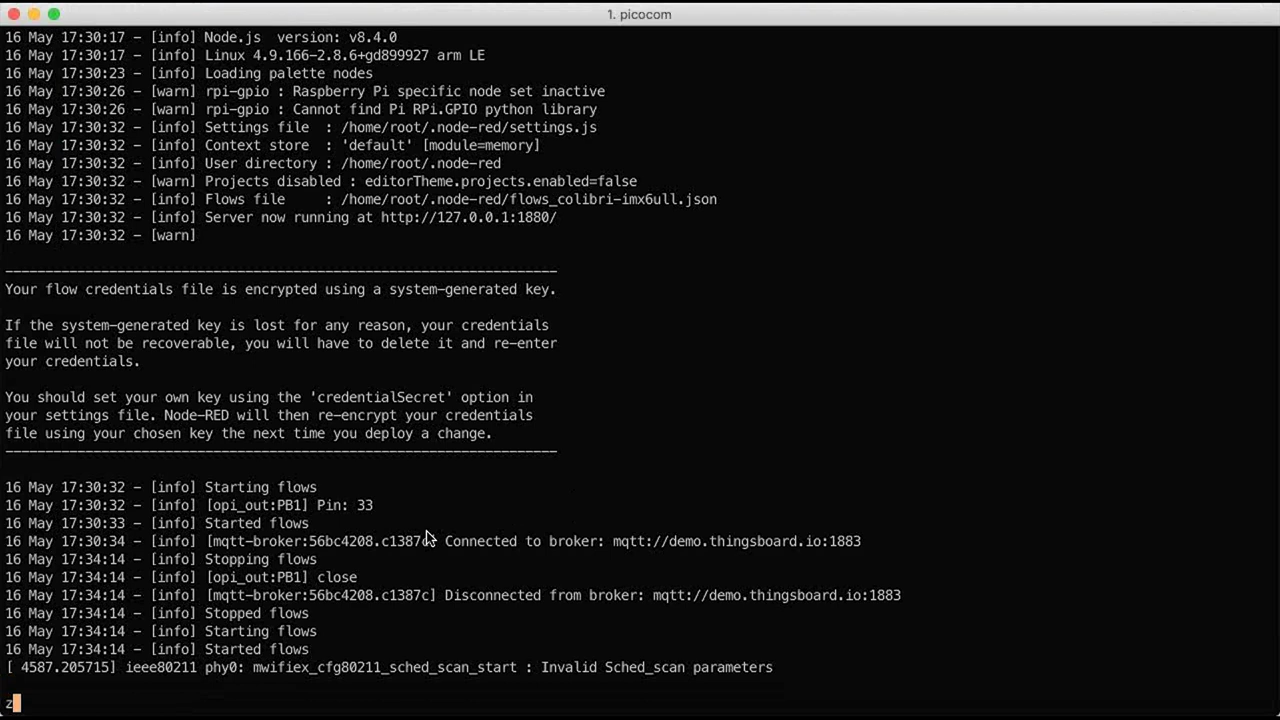 1. picocom
16 May 17:30:17 - [info] Node.js  version: v8.4.0
16 May 17:30:17 - [info] Linux 4.9.166-2.8.6+gd899927 arm LE
16 May 17:30:23 - [info] Loading palette nodes
16 May 17:30:26 - [warn] rpi-gpio : Raspberry Pi specific node set inactive
16 May 17:30:26 - [warn] rpi-gpio : Cannot find Pi RPi.GPIO python library
16 May 17:30:32 - [info] Settings file  : /home/root/.node-red/settings.js
16 May 17:30:32 - [info] Context store  : 'default' [module=memory]
16 May 17:30:32 - [info] User directory : /home/root/.node-red
16 May 17:30:32 - [warn] Projects disabled : editorTheme.projects.enabled=false
16 May 17:30:32 - [info] Flows file     : /home/root/.node-red/flows_colibri-imx6ull.json
16 May 17:30:32 - [info] Server now running at http://127.0.0.1:1880/
16 May 17:30:32 - [warn]
---------------------------------------------------------------------
Your flow credentials file is encrypted using a system-generated key.
If the system-generated key is lost for any reason, your credentials
file will not be recoverable, you will have to delete it and re-enter
your credentials.
You should set your own key using the 'credentialSecret' option in
your settings file. Node-RED will then re-encrypt your credentials
file using your chosen key the next time you deploy a change.
---------------------------------------------------------------------
16 May 17:30:32 - [info] Starting flows
16 May 17:30:32 - [info] [opi_out:PB1] Pin: 33
16 May 17:30:33 - [info] Started flows
16 May 17:30:34 - [info] [mqtt-broker:56bc4208.c1387c] Connected to broker: mqtt://demo.thingsboard.io:1883
16 May 17:34:14 - [info] Stopping flows
16 May 17:34:14 - [info] [opi_out:PB1] close
16 May 17:34:14 - [info] [mqtt-broker:56bc4208.c1387c] Disconnected from broker: mqtt://demo.thingsboard.io:1883
16 May 17:34:14 - [info] Stopped flows
16 May 17:34:14 - [info] Starting flows
16 May 17:34:14 - [info] Started flows
[ 4587.205715] ieee80211 phy0: mwifiex_cfg80211_sched_scan_start : Invalid Sched_scan parameters
z